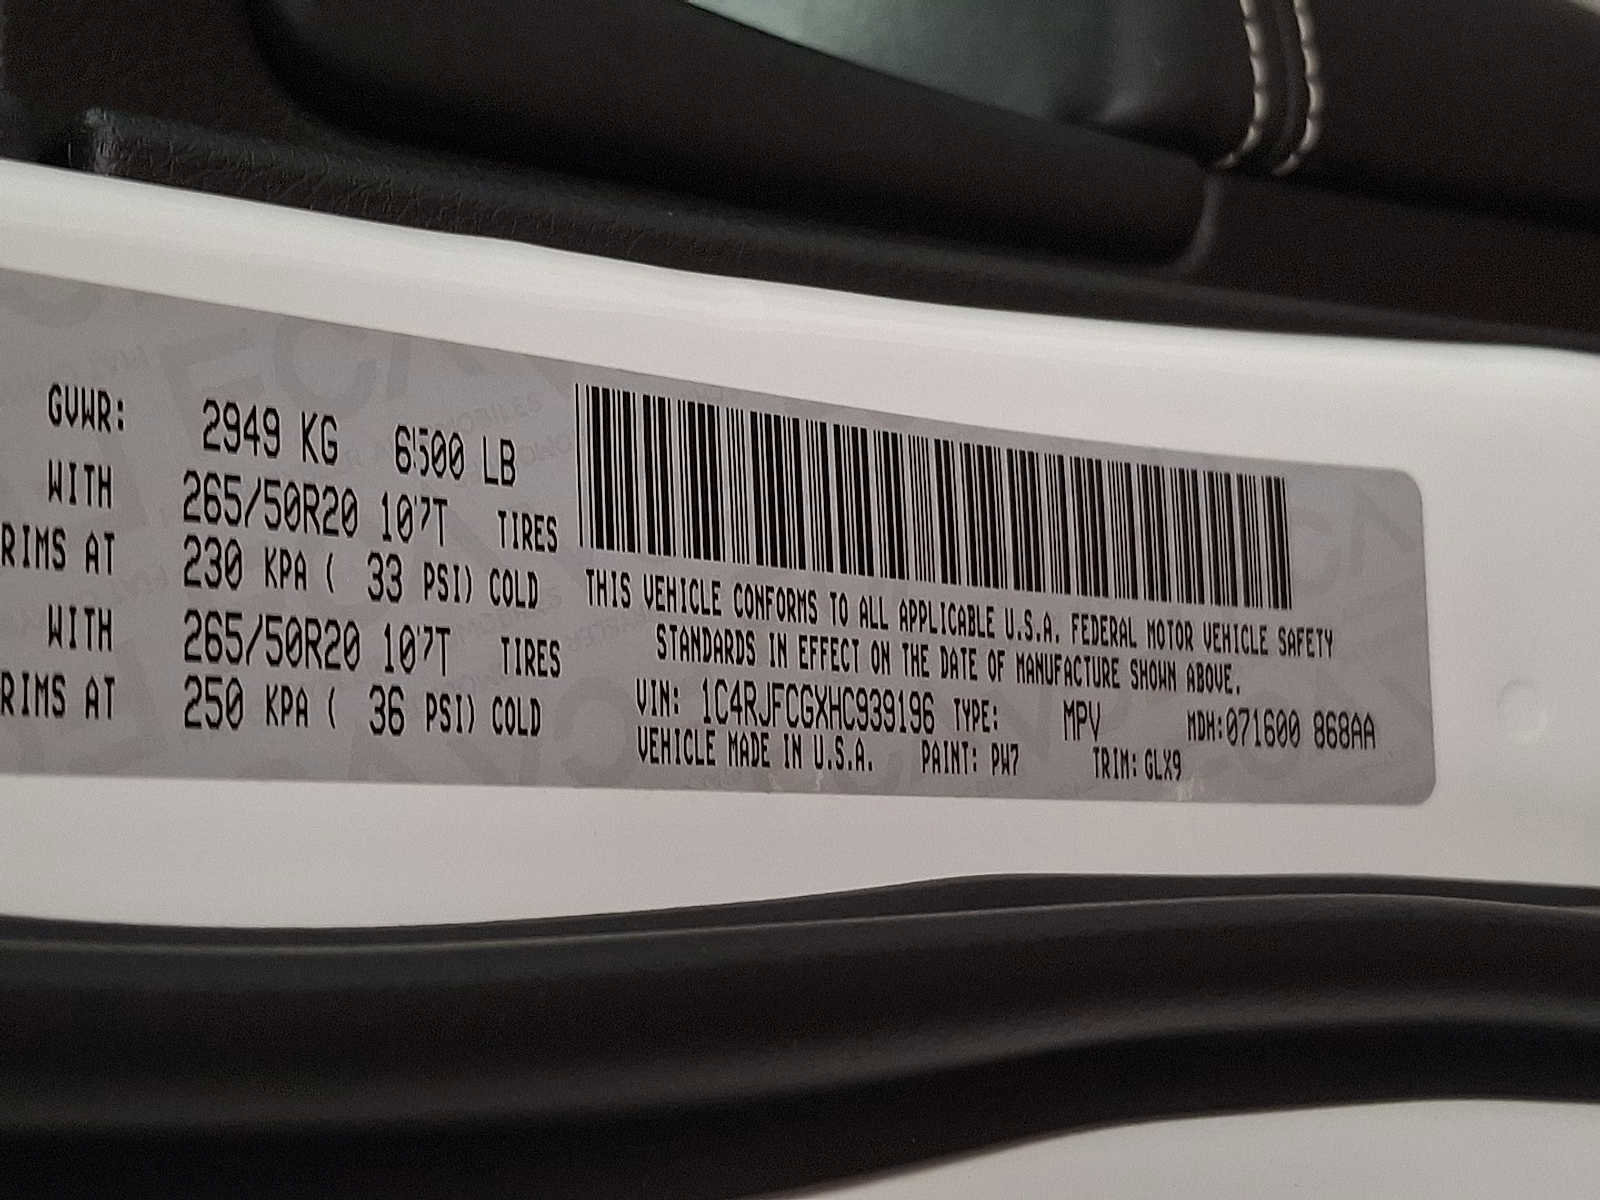 GVWR: 2949 KG 6500 LB
WITH 265/50R20 107T TIRES
RIMS AT 230 KPA ( 33 PSI) COLD
WITH 265/50R20 107T TIRES
RIMS AT 250 KPA ( 36 PSI) COLD
THIS VEHICLE CONFORMS TO ALL APPLICABLE U.S.A. FEDERAL MOTOR VEHICLE SAFETY
STANDARDS IN EFFECT ON THE DATE OF MANUFACTURE SHOWN ABOVE.
VIN: 1C4RJFCGXHC939196 TYPE: MPV MDH:071600 868AA
VEHICLE MADE IN U.S.A. PAINT: PW7 TRIM: GLX9